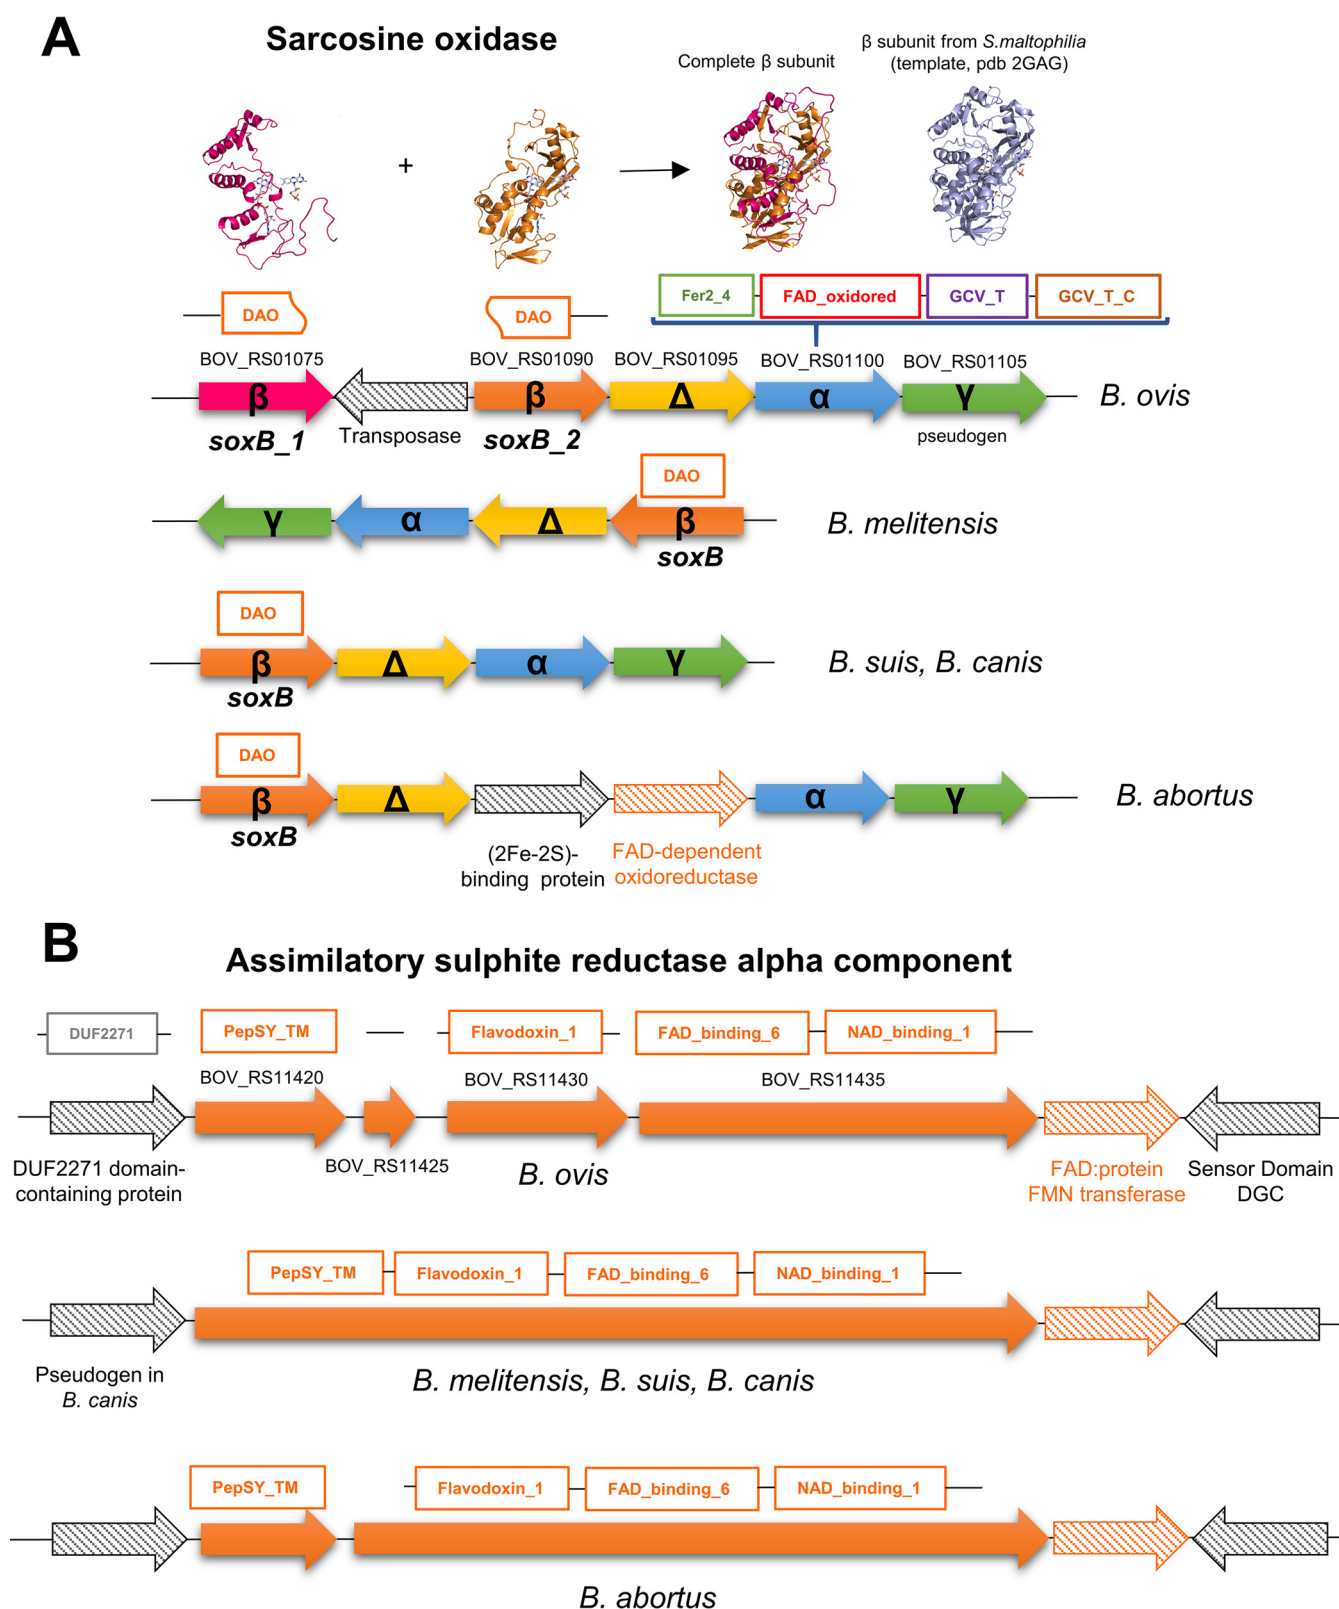 A
Sarcosine oxidase
Complete β subunit
β subunit from S.maltophilia
(template, pdb 2GAG)
+
Fer2_4
FAD_oxidored
GCV_T
GCV_T_C
DAO
DAO
BOV_RS01075
BOV_RS01090
BOV_RS01095
BOV_RS01100
BOV_RS01105
β
β
Δ
α
γ
B. ovis
soxB_1
Transposase
soxB_2
pseudogen
DAO
γ
α
Δ
β
B. melitensis
soxB
DAO
β
Δ
α
γ
B. suis, B. canis
soxB
DAO
β
Δ
α
γ
B. abortus
soxB
(2Fe-2S)-
binding protein
FAD-dependent
oxidoreductase
B
Assimilatory sulphite reductase alpha component
DUF2271
PepSY_TM
Flavodoxin_1
FAD_binding_6
NAD_binding_1
BOV_RS11420
BOV_RS11430
BOV_RS11435
DUF2271 domain-
containing protein
BOV_RS11425
B. ovis
FAD:protein
FMN transferase
Sensor Domain
DGC
PepSY_TM
Flavodoxin_1
FAD_binding_6
NAD_binding_1
Pseudogen in
B. canis
B. melitensis, B. suis, B. canis
PepSY_TM
Flavodoxin_1
FAD_binding_6
NAD_binding_1
B. abortus